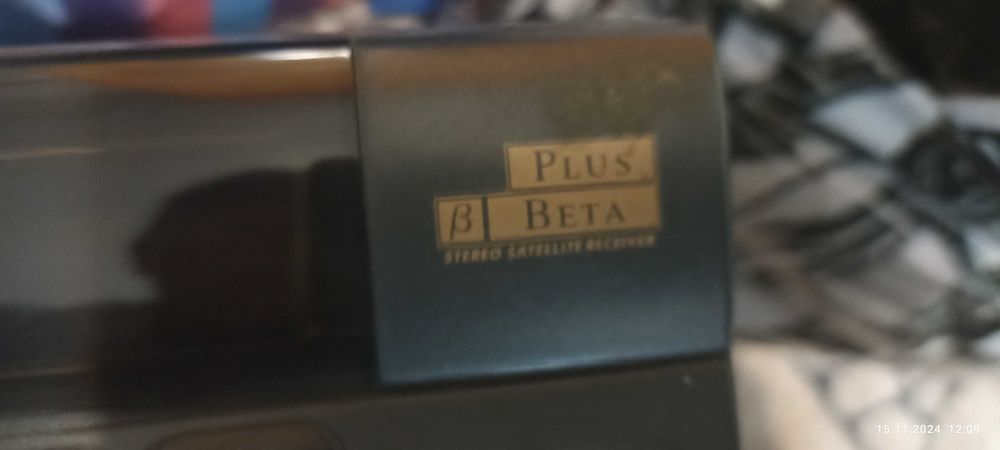 PLUS
β BETA
STEREO SATELLITE RECEIVER
15.11.2024 12:09